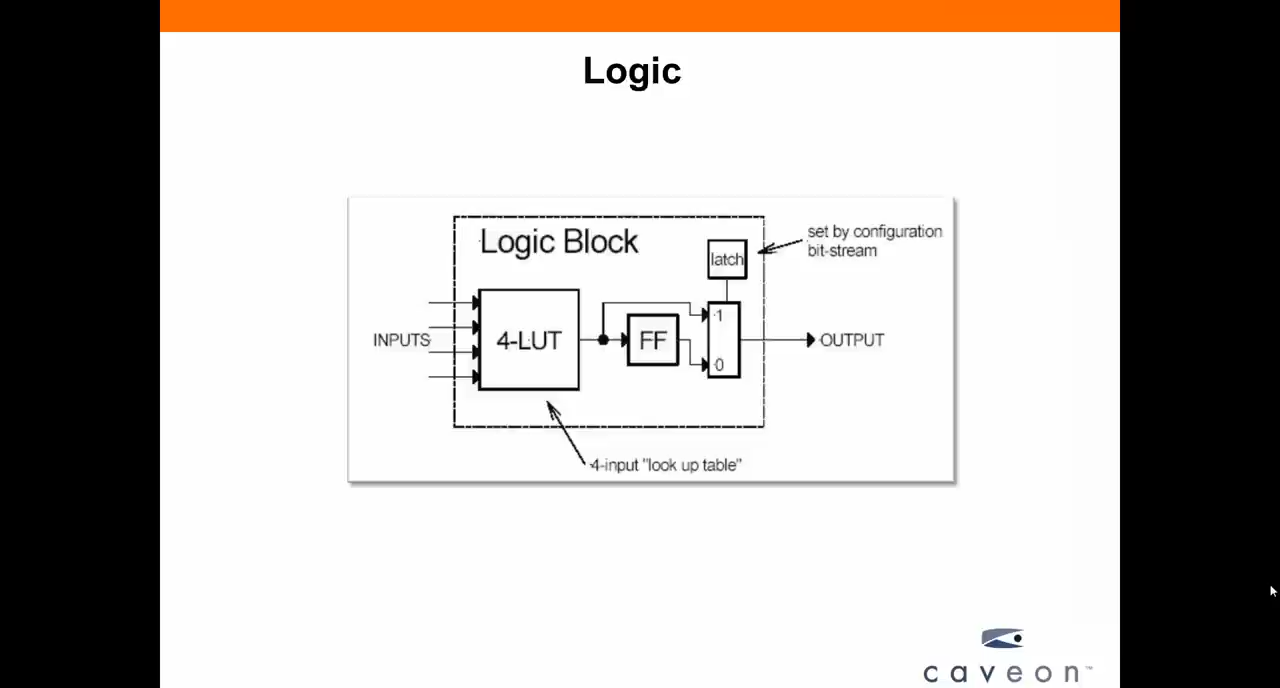 Logic
Logic Block
set by configuration
bit-stream
latch
1
INPUTS
4-LUT
FF
OUTPUT
0
4-input "look up table"
caveon™